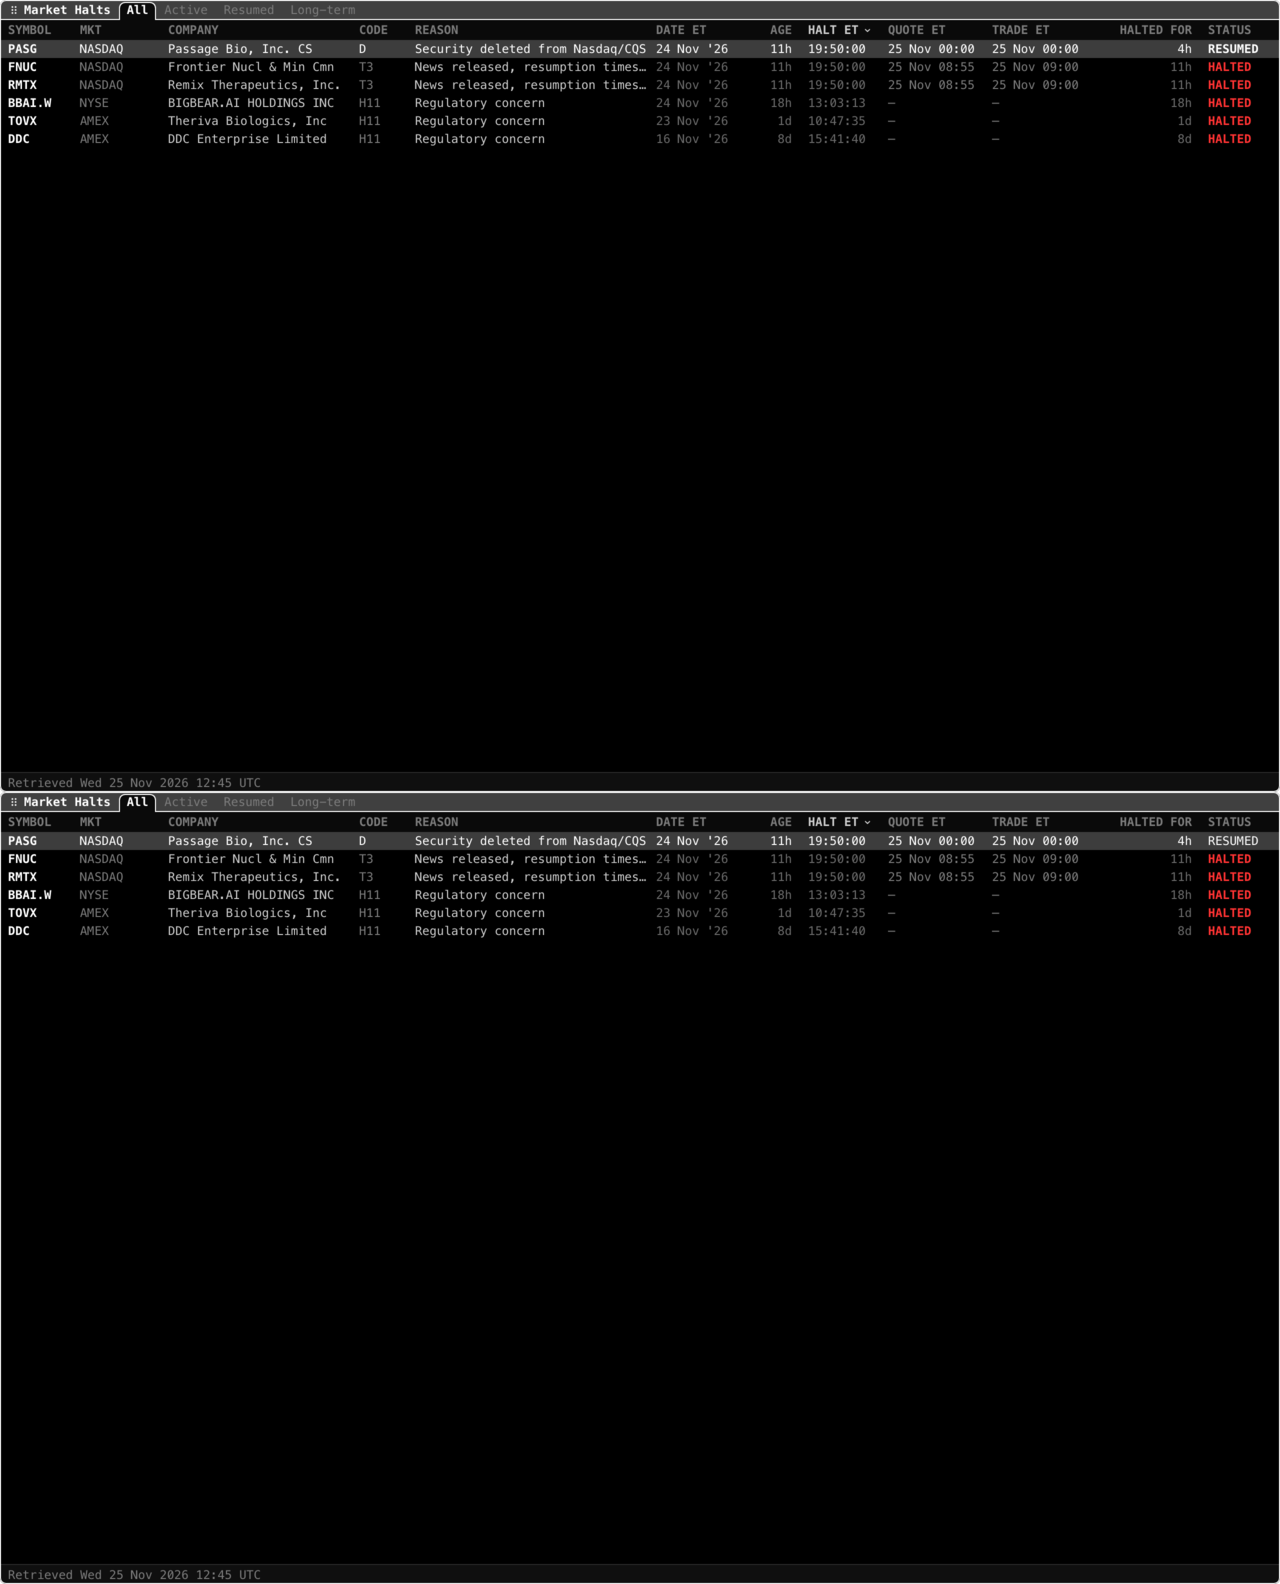 ⠿ Market Halts All Active Resumed Long-term
SYMBOL MKT COMPANY CODE REASON DATE ET AGE HALT ET ⌄ QUOTE ET TRADE ET HALTED FOR STATUS
PASG NASDAQ Passage Bio, Inc. CS D Security deleted from Nasdaq/CQS 24 Nov '26 11h 19:50:00 25 Nov 00:00 25 Nov 00:00 4h RESUMED
FNUC NASDAQ Frontier Nucl & Min Cmn T3 News released, resumption times… 24 Nov '26 11h 19:50:00 25 Nov 08:55 25 Nov 09:00 11h HALTED
RMTX NASDAQ Remix Therapeutics, Inc. T3 News released, resumption times… 24 Nov '26 11h 19:50:00 25 Nov 08:55 25 Nov 09:00 11h HALTED
BBAI.W NYSE BIGBEAR.AI HOLDINGS INC H11 Regulatory concern 24 Nov '26 18h 13:03:13 — — 18h HALTED
TOVX AMEX Theriva Biologics, Inc H11 Regulatory concern 23 Nov '26 1d 10:47:35 — — 1d HALTED
DDC AMEX DDC Enterprise Limited H11 Regulatory concern 16 Nov '26 8d 15:41:40 — — 8d HALTED
Retrieved Wed 25 Nov 2026 12:45 UTC
⠿ Market Halts All Active Resumed Long-term
SYMBOL MKT COMPANY CODE REASON DATE ET AGE HALT ET ⌄ QUOTE ET TRADE ET HALTED FOR STATUS
PASG NASDAQ Passage Bio, Inc. CS D Security deleted from Nasdaq/CQS 24 Nov '26 11h 19:50:00 25 Nov 00:00 25 Nov 00:00 4h RESUMED
FNUC NASDAQ Frontier Nucl & Min Cmn T3 News released, resumption times… 24 Nov '26 11h 19:50:00 25 Nov 08:55 25 Nov 09:00 11h HALTED
RMTX NASDAQ Remix Therapeutics, Inc. T3 News released, resumption times… 24 Nov '26 11h 19:50:00 25 Nov 08:55 25 Nov 09:00 11h HALTED
BBAI.W NYSE BIGBEAR.AI HOLDINGS INC H11 Regulatory concern 24 Nov '26 18h 13:03:13 — — 18h HALTED
TOVX AMEX Theriva Biologics, Inc H11 Regulatory concern 23 Nov '26 1d 10:47:35 — — 1d HALTED
DDC AMEX DDC Enterprise Limited H11 Regulatory concern 16 Nov '26 8d 15:41:40 — — 8d HALTED
Retrieved Wed 25 Nov 2026 12:45 UTC